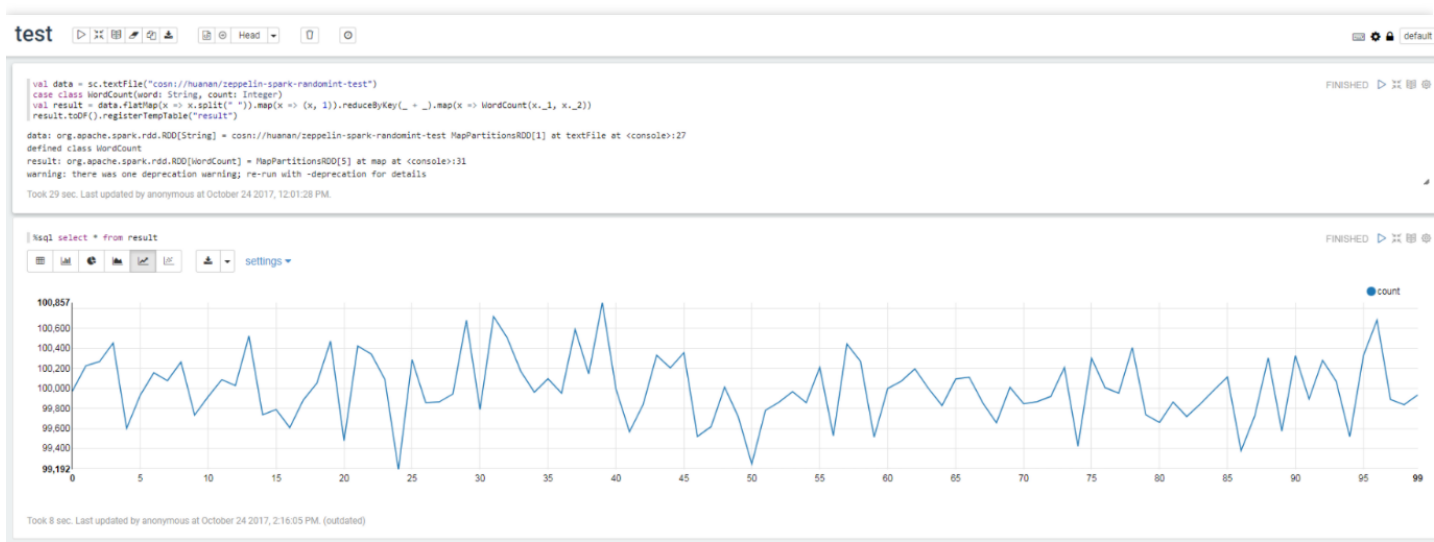 test Head default
val data = sc.textFile("cosn://huanan/zeppelin-spark-randomint-test")
FINISHED
case class WordCount(word: String, count: Integer)
val result = data.flatMap(x => x.split(" ")).map(x => (x, 1)).reduceByKey(_ + _).map(x => WordCount(x._1, x._2))
result.toDF().registerTempTable("result")
data: org.apache.spark.rdd.RDD[String] = cosn://huanan/zeppelin-spark-randomint-test MapPartitionsRDD[1] at textFile at <console>:27
defined class WordCount
result: org.apache.spark.rdd.RDD[WordCount] = MapPartitionsRDD[5] at map at <console>:31
warning: there was one deprecation warning; re-run with -deprecation for details
Took 29 sec. Last updated by anonymous at October 24 2017, 12:01:28 PM.
%sql select * from result
FINISHED
settings
count
100,857
100,600
100,400
100,200
100,000
99,800
99,600
99,400
99,192
0 5 10 15 20 25 30 35 40 45 50 55 60 65 70 75 80 85 90 95 99
Took 8 sec. Last updated by anonymous at October 24 2017, 2:16:05 PM. (outdated)